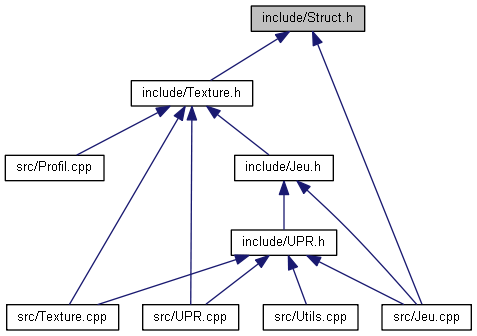 include/Struct.h
include/Texture.h
src/Profil.cpp
include/Jeu.h
include/UPR.h
src/Texture.cpp
src/UPR.cpp
src/Utils.cpp
src/Jeu.cpp